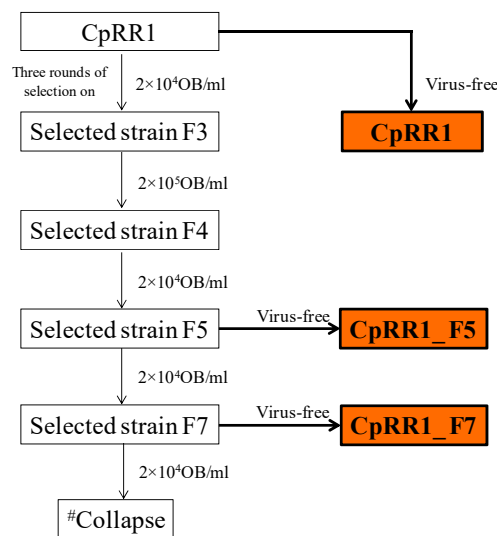 CpRR1
Three rounds of
selection on
2×10⁴OB/ml
Virus-free
Selected strain F3
CpRR1
2×10⁵OB/ml
Selected strain F4
2×10⁴OB/ml
Selected strain F5
Virus-free
CpRR1_F5
2×10⁴OB/ml
Selected strain F7
Virus-free
CpRR1_F7
2×10⁴OB/ml
#Collapse